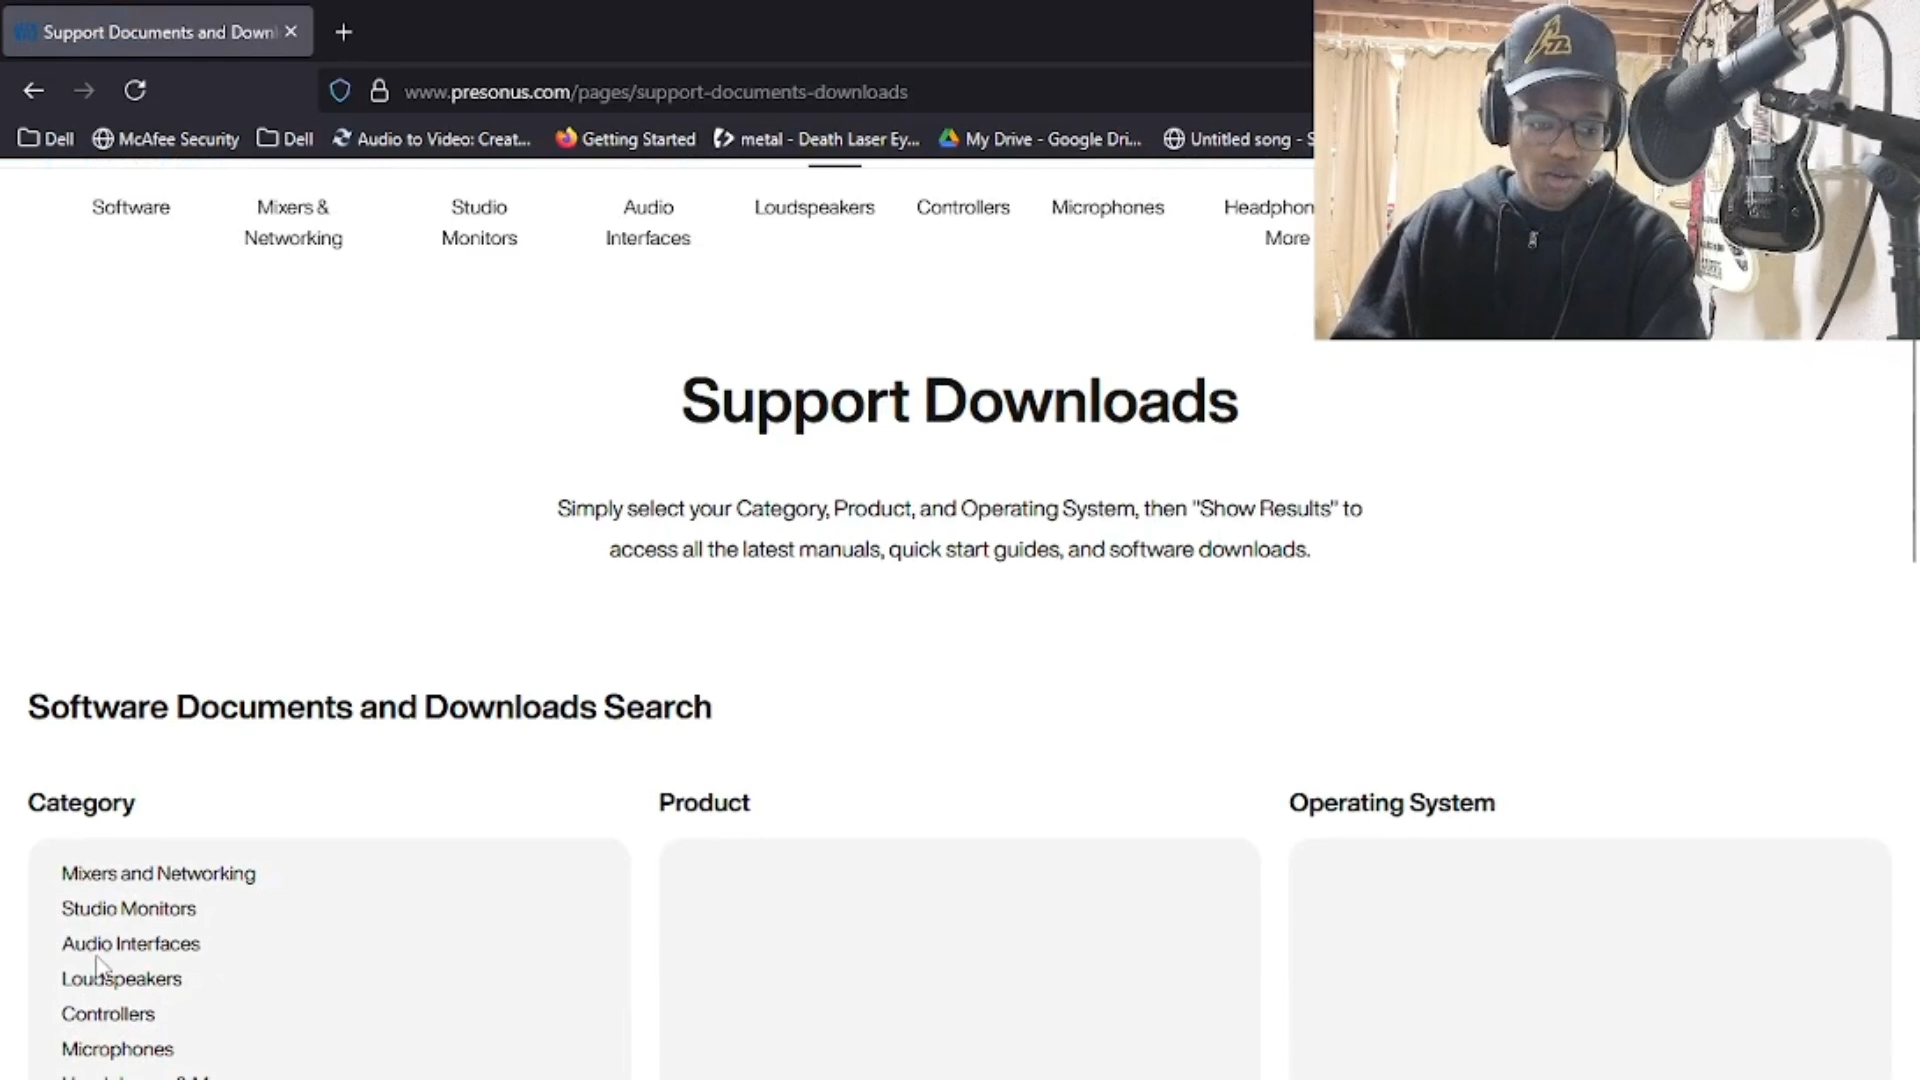 Support Documents and Downl
www.presonus.com/pages/support-documents-downloads
Dell McAfee Security Dell Audio to Video: Creat... Getting Started metal - Death Laser Ey... My Drive - Google Dri... Untitled song - S
Software Mixers & Studio Audio Loudspeakers Controllers Microphones Headphon
Networking Monitors Interfaces More
Support Downloads
Simply select your Category, Product, and Operating System, then "Show Results" to
access all the latest manuals, quick start guides, and software downloads.
Software Documents and Downloads Search
Category Product Operating System
Mixers and Networking
Studio Monitors
Audio Interfaces
Loudspeakers
Controllers
Microphones